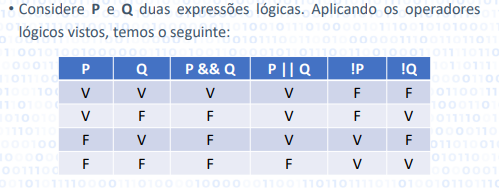 • Considere P e Q duas expressões lógicas. Aplicando os operadores
lógicos vistos, temos o seguinte:
P Q P && Q P || Q !P !Q
V V V V F F
V F F V F V
F V F V V F
F F F F V V